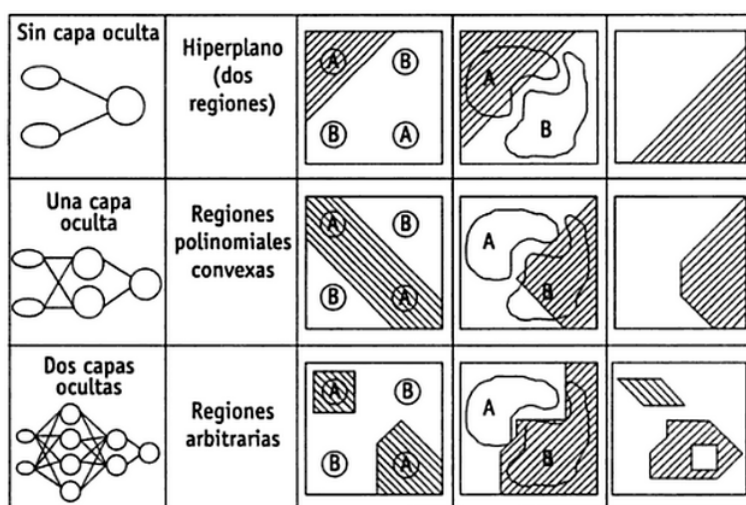 Sin capa oculta
Hiperplano
(dos
regiones)
A
B
B
A
A
B
Una capa
oculta
Regiones
polinomiales
convexas
A
B
B
A
A
B
Dos capas
ocultas
Regiones
arbitrarias
A
B
B
A
A
B